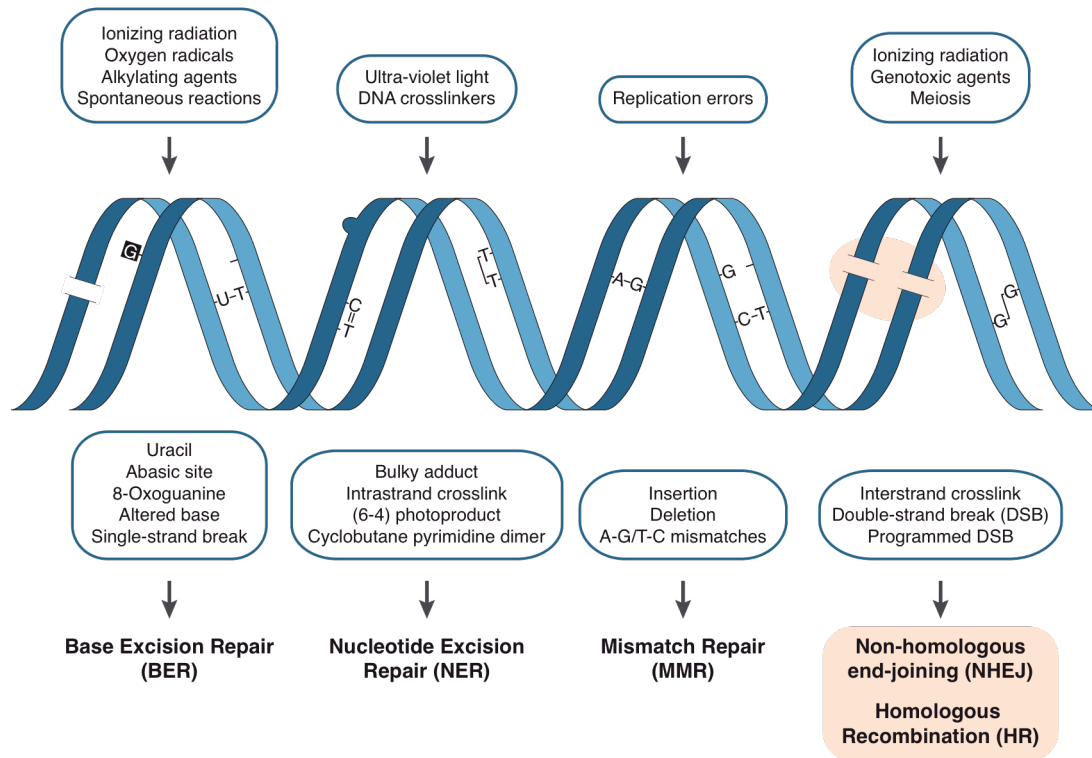 Ionizing radiation
Oxygen radicals
Alkylating agents
Spontaneous reactions
Ultra-violet light
DNA crosslinkers
Replication errors
Ionizing radiation
Genotoxic agents
Meiosis
G
U-T
C
T
T
T
A-G
G
C-T
G
G
Uracil
Abasic site
8-Oxoguanine
Altered base
Single-strand break
Bulky adduct
Intrastrand crosslink
(6-4) photoproduct
Cyclobutane pyrimidine dimer
Insertion
Deletion
A-G/T-C mismatches
Interstrand crosslink
Double-strand break (DSB)
Programmed DSB
Base Excision Repair
(BER)
Nucleotide Excision
Repair (NER)
Mismatch Repair
(MMR)
Non-homologous
end-joining (NHEJ)
Homologous
Recombination (HR)